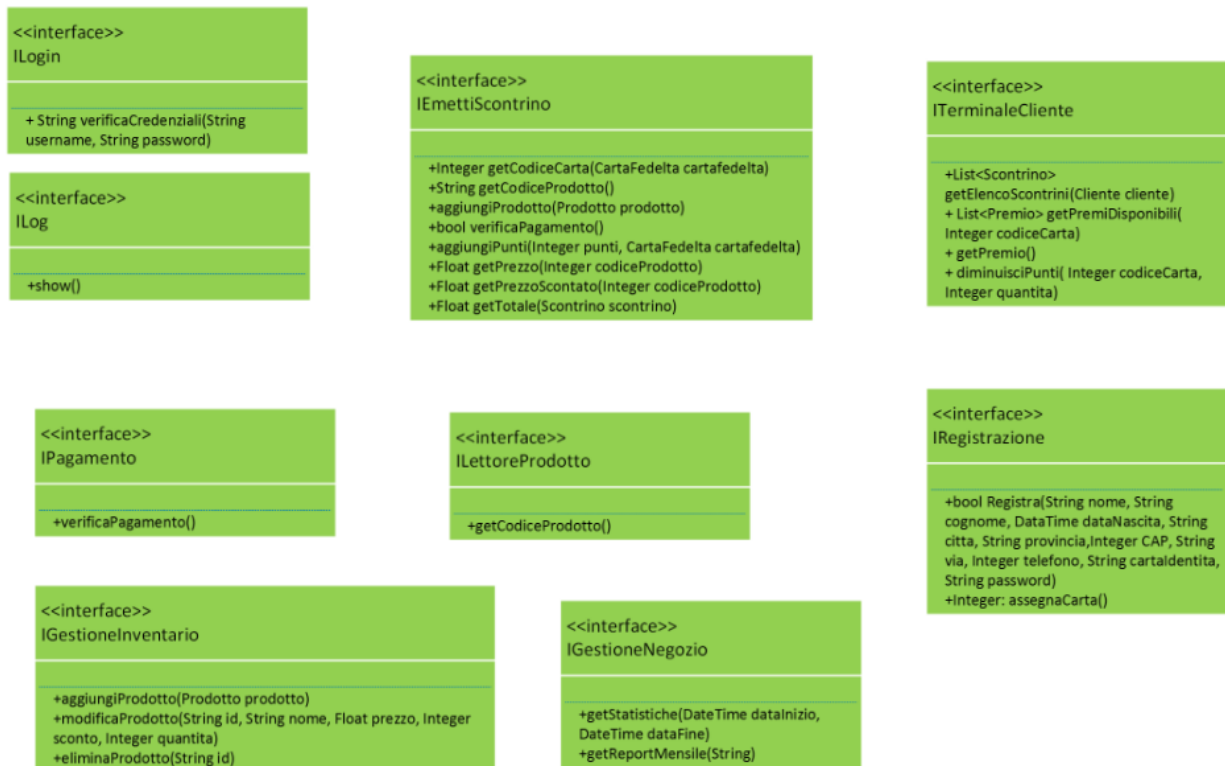 <<interface>>
ILogin
+ String verificaCredenziali(String
username, String password)
<<interface>>
ILog
+show()
<<interface>>
IEmettiScontrino
+Integer getCodiceCarta(CartaFedelta cartafedelta)
+String getCodiceProdotto()
+aggiungiProdotto(Prodotto prodotto)
+bool verificaPagamento()
+aggiungiPunti(Integer punti, CartaFedelta cartafedelta)
+Float getPrezzo(Integer codiceProdotto)
+Float getPrezzoScontato(Integer codiceProdotto)
+Float getTotale(Scontrino scontrino)
<<interface>>
ITerminaleCliente
+List<Scontrino>
getElencoScontrini(Cliente cliente)
+ List<Premio> getPremiDisponibili(
Integer codiceCarta)
+ getPremio()
+ diminuisciPunti( Integer codiceCarta,
Integer quantita)
<<interface>>
IPagamento
+verificaPagamento()
<<interface>>
ILettoreProdotto
+getCodiceProdotto()
<<interface>>
IRegistrazione
+bool Registra(String nome, String
cognome, DataTime dataNascita, String
citta, String provincia,Integer CAP, String
via, Integer telefono, String cartaIdentita,
String password)
+Integer: assegnaCarta()
<<interface>>
IGestioneInventario
+aggiungiProdotto(Prodotto prodotto)
+modificaProdotto(String id, String nome, Float prezzo, Integer
sconto, Integer quantita)
+eliminaProdotto(String id)
<<interface>>
IGestioneNegozio
+getStatistiche(DateTime dataInizio,
DateTime dataFine)
+getReportMensile(String)